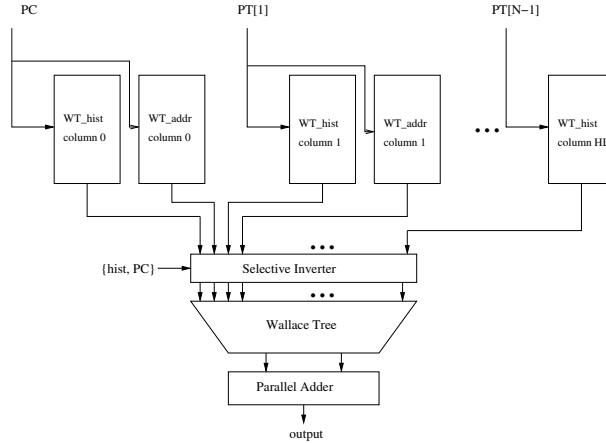 PC
PT[1]
PT[N−1]
WT_hist
column 0
WT_addr
column 0
WT_hist
column 1
WT_addr
column 1
WT_hist
column HL
{hist, PC}
Selective Inverter
Wallace Tree
Parallel Adder
output